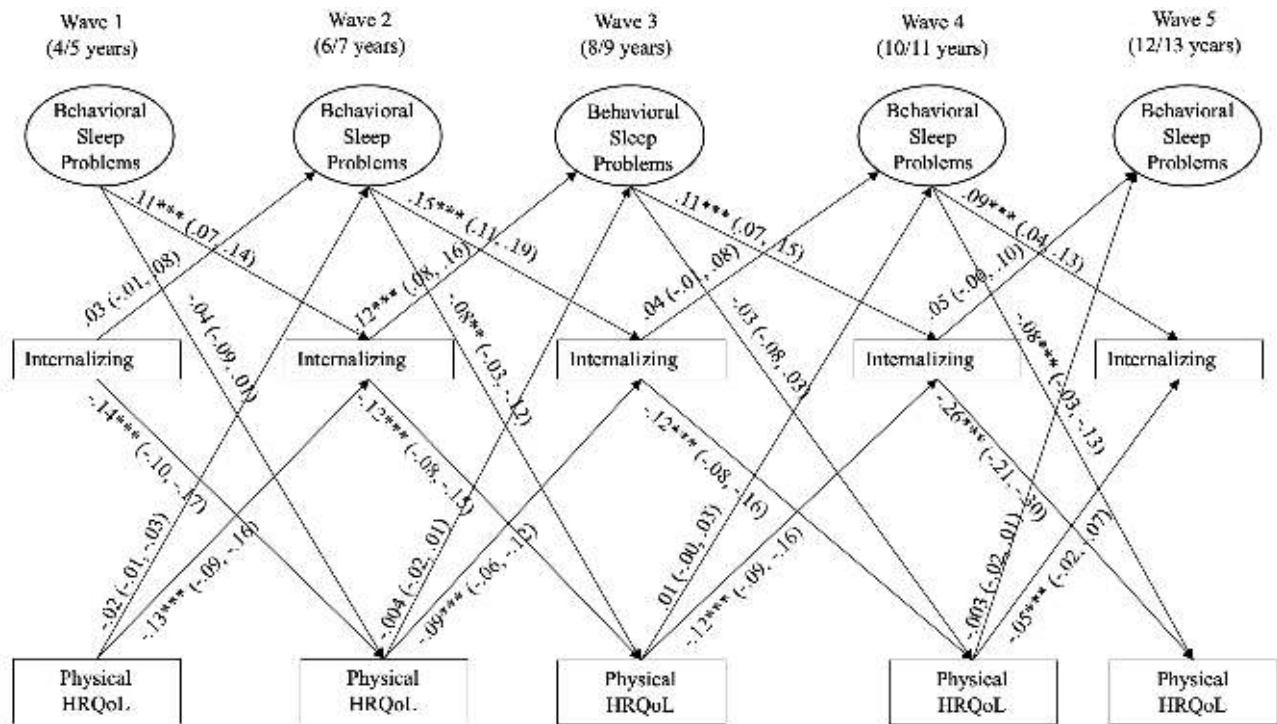 Wave 1
(4/5 years)
Wave 2
(6/7 years)
Wave 3
(8/9 years)
Wave 4
(10/11 years)
Wave 5
(12/13 years)
Behavioral
Sleep
Problems
Behavioral
Sleep
Problems
Behavioral
Sleep
Problems
Behavioral
Sleep
Problems
Behavioral
Sleep
Problems
.11*** (.07, .14)
.03 (-.01, .08)
-.04 (-.09, .01)
.15*** (.11, .19)
.12*** (.08, .16)
-.08** (-.03, -.12)
.11*** (.07, .15)
.04 (-.01, .08)
-.03 (-.08, .03)
.09*** (.04, .13)
.05 (-.00, .10)
-.08*** (-.03, -.13)
Internalizing
Internalizing
Internalizing
Internalizing
Internalizing
-.14*** (-.10, -.17)
-.02 (-.01, -.03)
-.13*** (-.09, -.16)
-.12*** (-.08, -.15)
-.004 (-.02, .01)
-.09*** (-.06, -.12)
-.12*** (-.08, -.16)
.01 (-.00, .03)
-.12*** (-.09, -.16)
-.26*** (-.21, -.30)
-.003 (-.02, .01)
-.05*** (-.02, -.07)
Physical
HRQoL
Physical
HRQoL
Physical
HRQoL
Physical
HRQoL
Physical
HRQoL